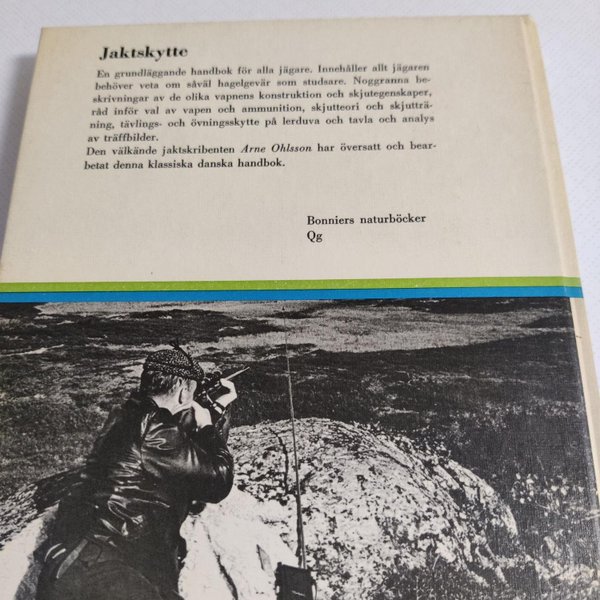 Jaktskytte
En grundläggande handbok för alla jägare. Innehåller allt jägaren
behöver veta om såväl hagelgevär som studsare. Noggranna be-
skrivningar av de olika vapnens konstruktion och skjutegenskaper,
råd inför val av vapen och ammunition, skjutteori och skjutträ-
ning, tävlings- och övningsskytte på lerduva och tavla och analys
av träffbilder.
Den välkände jaktskribenten Arne Ohlsson har översatt och bear-
betat denna klassiska danska handbok.
Bonniers naturböcker
Qg